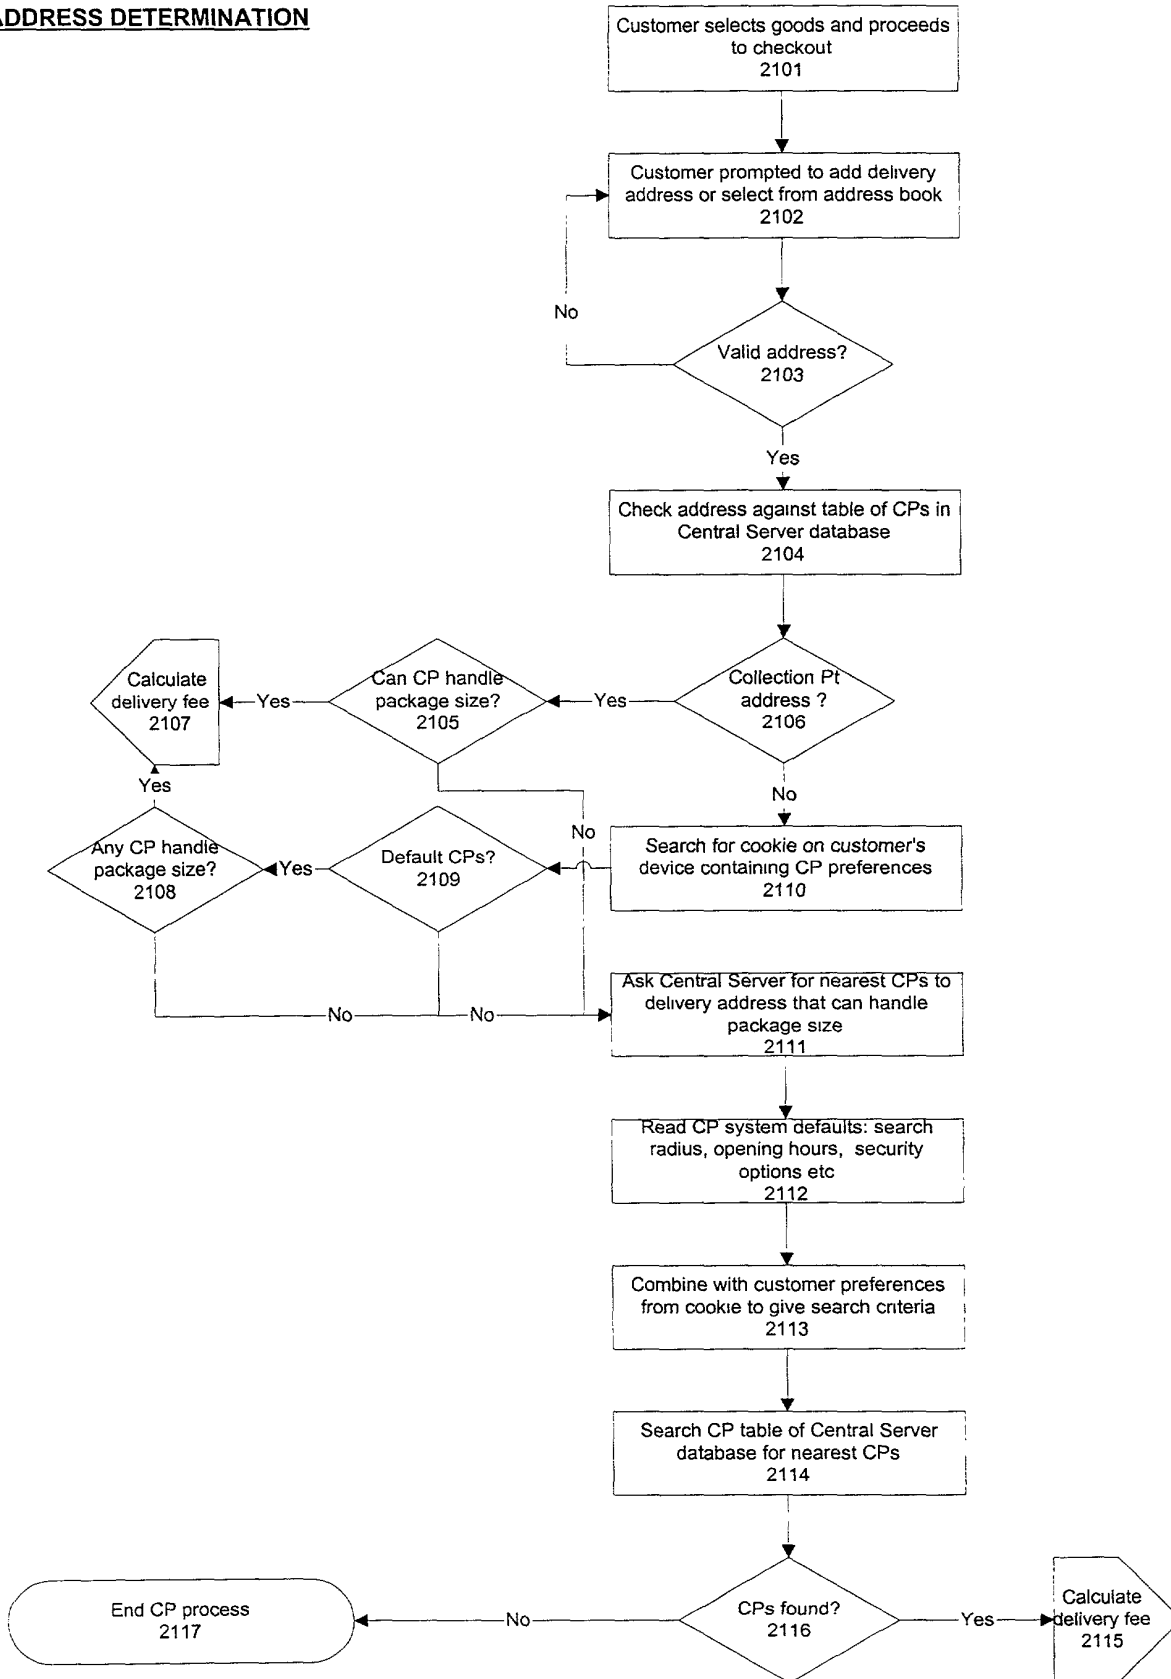 ADDRESS DETERMINATION
Customer selects goods and proceeds
to checkout
2101
Customer prompted to add delivery
address or select from address book
2102
No
Valid address?
2103
Yes
Check address against table of CPs in
Central Server database
2104
Calculate
delivery fee
2107
Yes
Can CP handle
package size?
2105
Yes
Collection Pt
address ?
2106
Yes
No
No
Any CP handle
package size?
2108
Yes
Default CPs?
2109
Search for cookie on customer's
device containing CP preferences
2110
No
No
Ask Central Server for nearest CPs to
delivery address that can handle
package size
2111
Read CP system defaults: search
radius, opening hours, security
options etc
2112
Combine with customer preferences
from cookie to give search criteria
2113
Search CP table of Central Server
database for nearest CPs
2114
End CP process
2117
No
CPs found?
2116
Yes
Calculate
delivery fee
2115